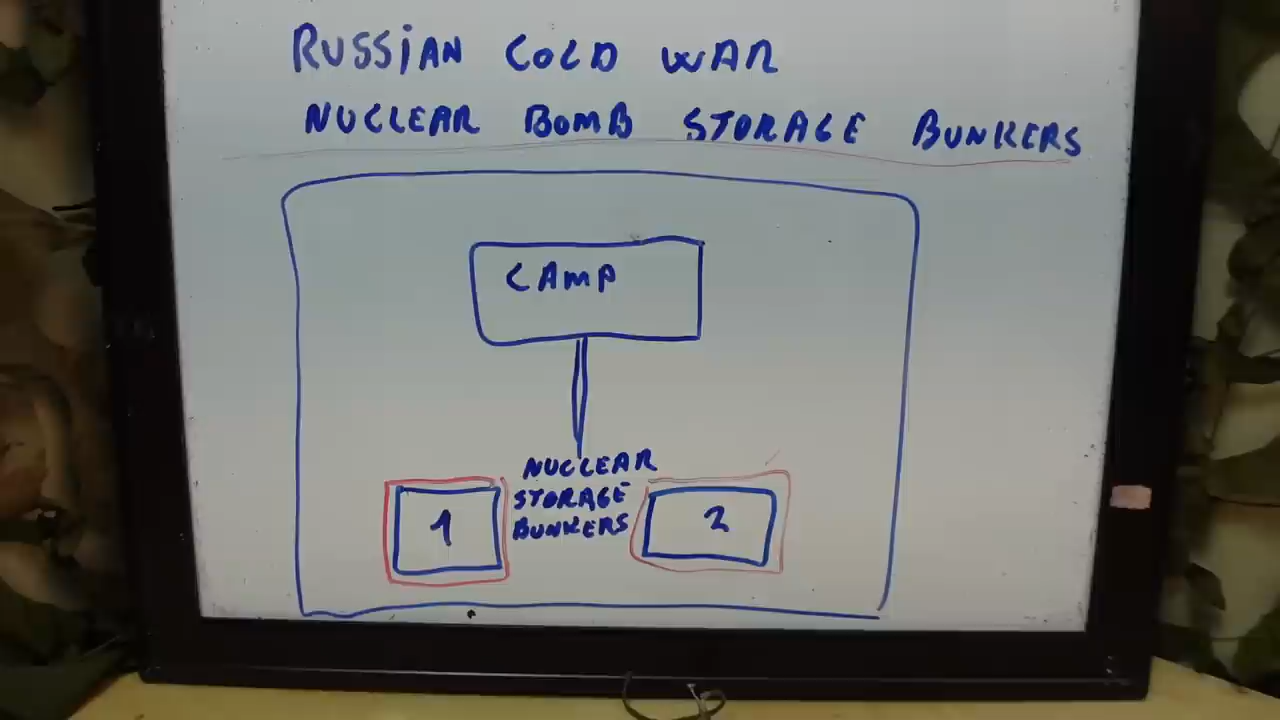 RUSSiAN COLD WAR
NUCLEAR BOMB STORAGE BUNKERS
CAMP
NUCLEAR
STORAGE
BUNKERS
1
2